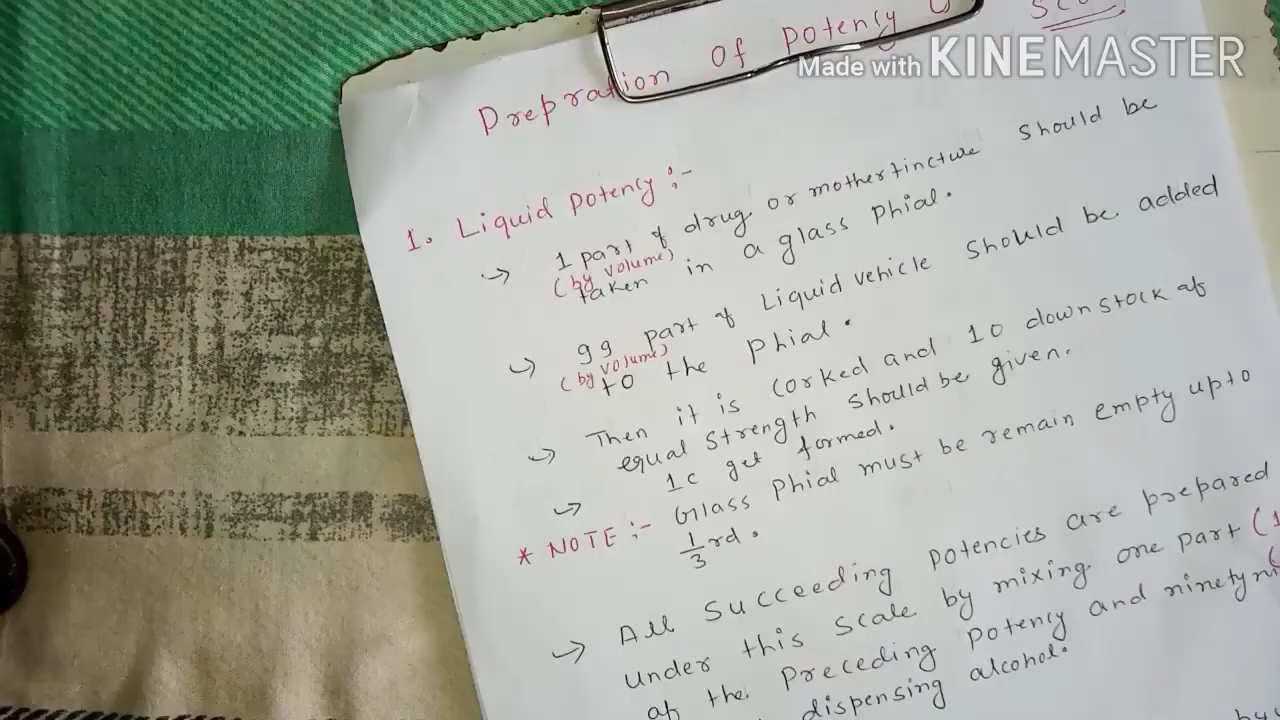 Prepration Of Potency
Made with KINEMASTER
1. Liquid Potency :-
→ 1 part of drug or mothertincture should be
(by volume)
taken in a glass Phial.
→ 99 part of Liquid vehicle should be added
(by volume)
to the Phial.
→ Then it is corked and 10 downstock of
equal strength should be given.
→ 1c get formed.
* NOTE :- Glass Phial must be remain empty upto
1/3rd.
→ All Succeeding potencies are prepared
under this scale by mixing one part (1
of the Preceding potency and
dispensing alcohol.